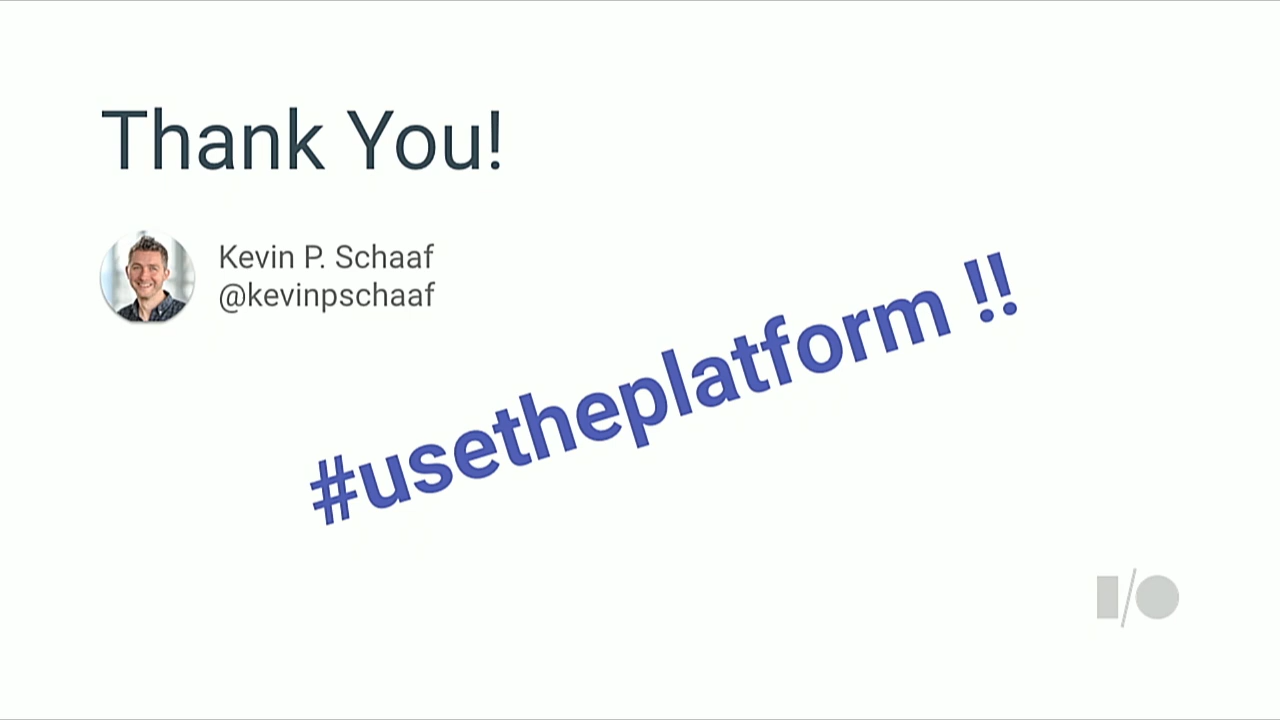 Thank You!
Kevin P. Schaaf
@kevinpschaaf
#usetheplatform !!
I/O